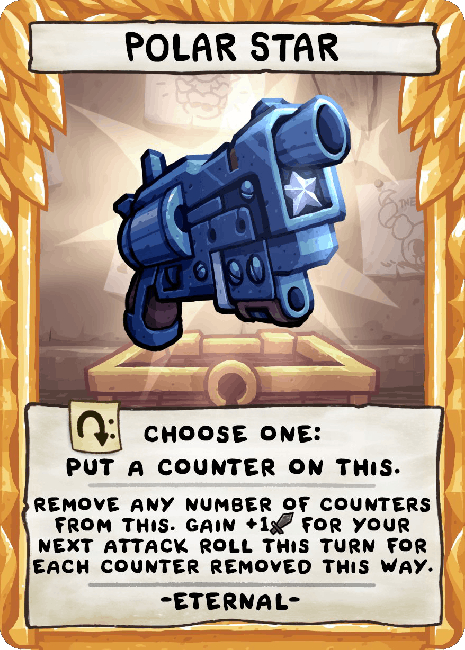 POLAR STAR
THE
CHOOSE ONE:
PUT A COUNTER ON THIS.
REMOVE ANY NUMBER OF COUNTERS
FROM THIS. GAIN +1 FOR YOUR
NEXT ATTACK ROLL THIS TURN FOR
EACH COUNTER REMOVED THIS WAY.
-ETERNAL-